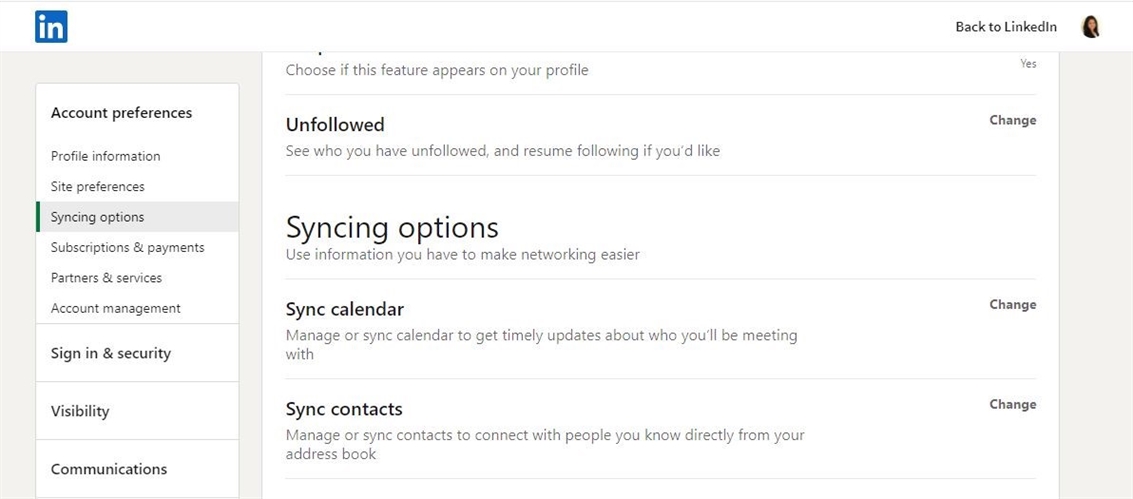 in
Back to LinkedIn
Account preferences
Profile information
Site preferences
Syncing options
Subscriptions & payments
Partners & services
Account management
Sign in & security
Visibility
Communications
Choose if this feature appears on your profile
Yes
Unfollowed
Change
See who you have unfollowed, and resume following if you’d like
Syncing options
Use information you have to make networking easier
Sync calendar
Change
Manage or sync calendar to get timely updates about who you’ll be meeting
with
Sync contacts
Change
Manage or sync contacts to connect with people you know directly from your
address book